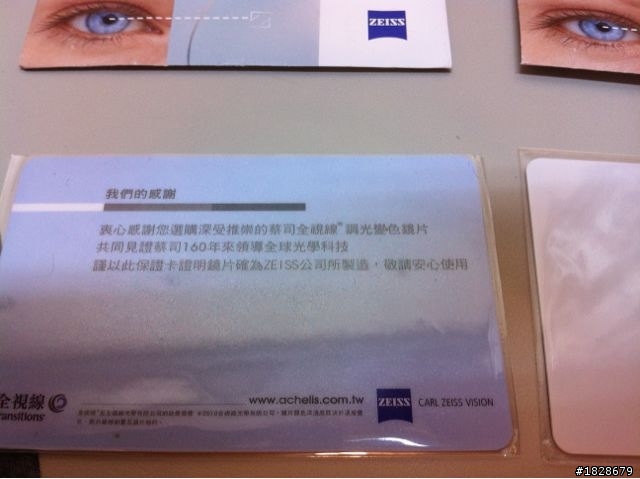 ZEISS
我們的感謝
衷心感謝您選購深受推崇的蔡司全視線® 調光變色鏡片
共同見證蔡司160年來領導全球光學科技
謹以此保證卡證明鏡片確為ZEISS公司所製造，敬請安心使用
全視線
Transitions
www.achelis.com.tw
ZEISS
CARL ZEISS VISION
#1828679